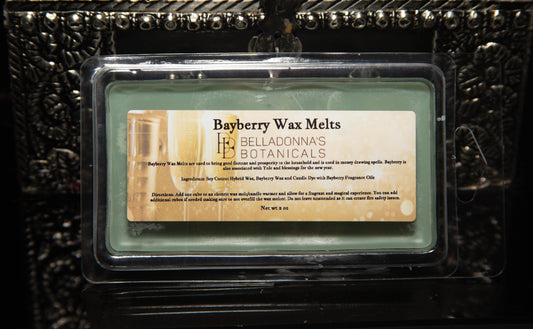 Bayberry Wax Melts
BB BELLADONNA'S
BOTANICALS
Bayberry Wax Melts are used to bring good fortune and prosperity to the household and is used in money drawing spells. Bayberry is
also associated with Yule and blessings for the new year.
Ingredients: Soy Coconut Hybrid Wax, Bayberry Wax and Candle Dye with Bayberry Fragrance Oils
Directions: Add one cube to an electric wax melt/candle warmer and allow for a fragrant and magical experience. You can add
additional cubes if needed making sure to not overfill the wax melter. Do not leave unattended as it can create fire safety issues.
Net wt 2 oz